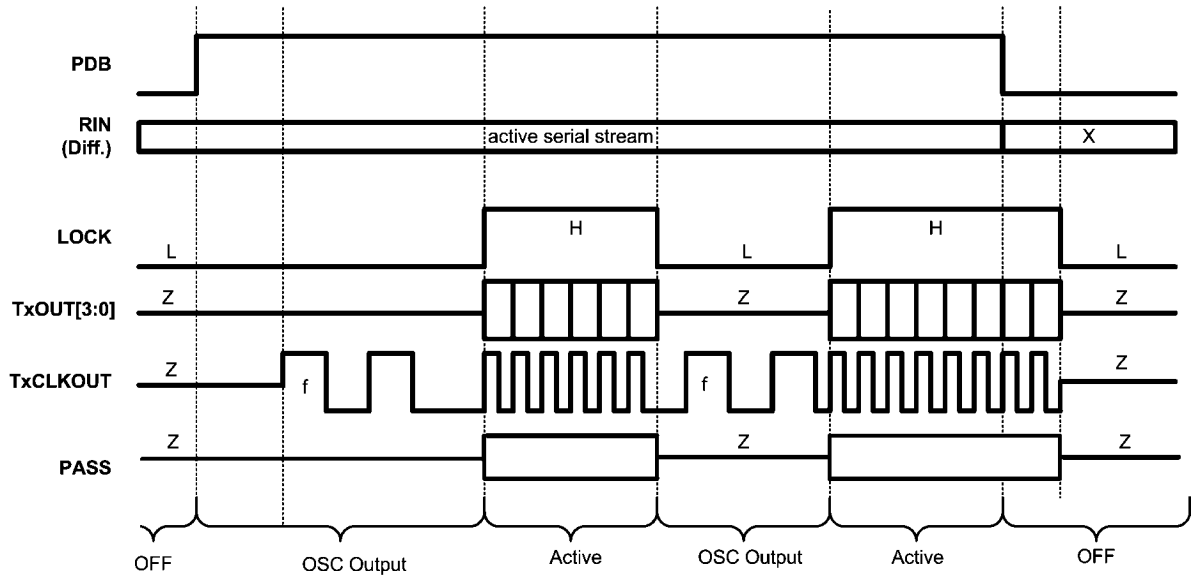 PDB
RIN
(Diff.)
active serial stream
X
LOCK
L
H
L
H
L
TxOUT[3:0]
Z
Z
Z
TxCLKOUT
Z
f
f
Z
PASS
Z
Z
Z
OFF
OSC Output
Active
OSC Output
Active
OFF